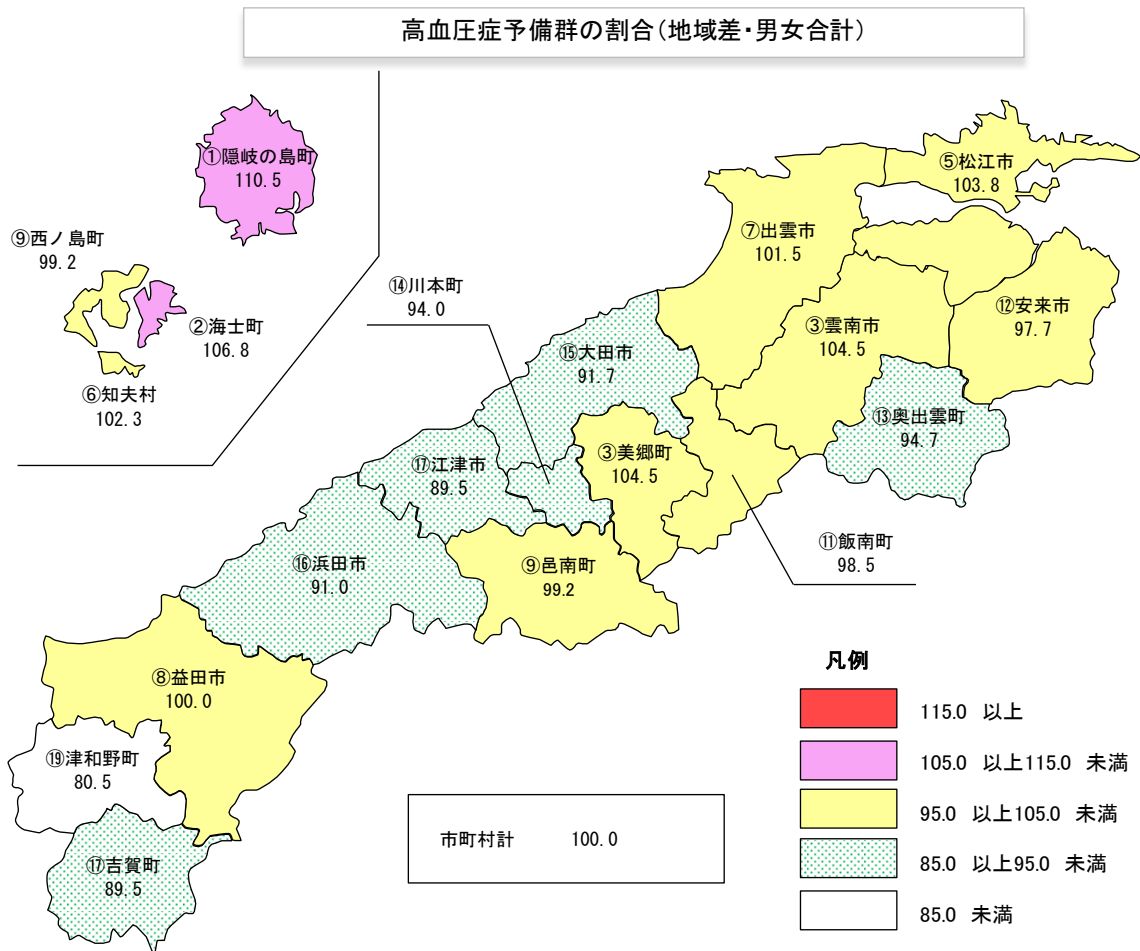 高血圧症予備群の割合（地域差・男女合計）
①隠岐の島町
110.5
⑨西ノ島町
99.2
②海士町
106.8
⑥知夫村
102.3
⑤松江市
103.8
⑦出雲市
101.5
⑫安来市
97.7
③雲南市
104.5
⑬奥出雲町
94.7
⑭川本町
94.0
⑮大田市
91.7
③美郷町
104.5
⑰江津市
89.5
⑪飯南町
98.5
⑯浜田市
91.0
⑨邑南町
99.2
⑧益田市
100.0
⑲津和野町
80.5
⑰吉賀町
89.5
市町村計 100.0
凡例
115.0 以上
105.0 以上115.0 未満
95.0 以上105.0 未満
85.0 以上95.0 未満
85.0 未満